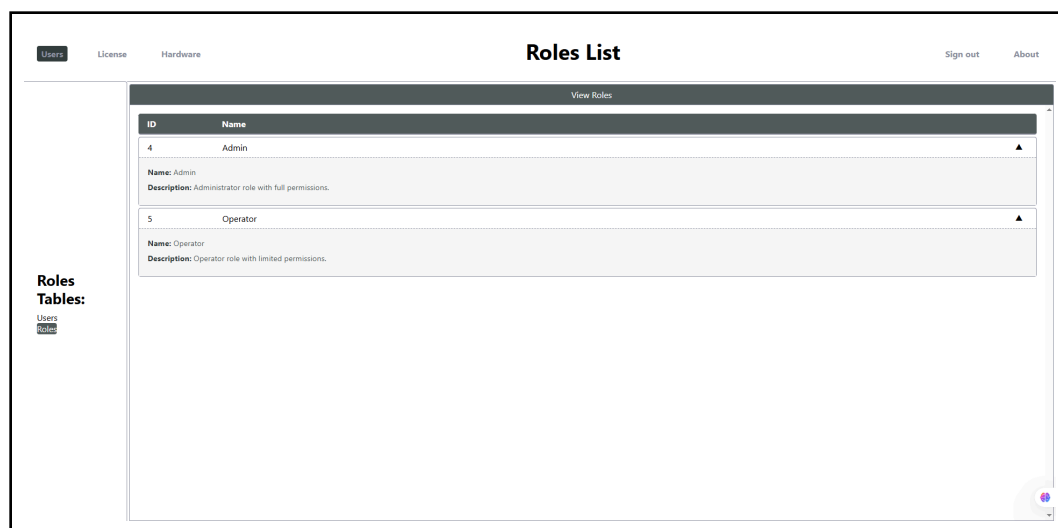 Users License Hardware Roles List Sign out About
View Roles
ID Name
4 Admin
Name: Admin
Description: Administrator role with full permissions.
5 Operator
Name: Operator
Description: Operator role with limited permissions.
Roles
Tables:
Users
Roles